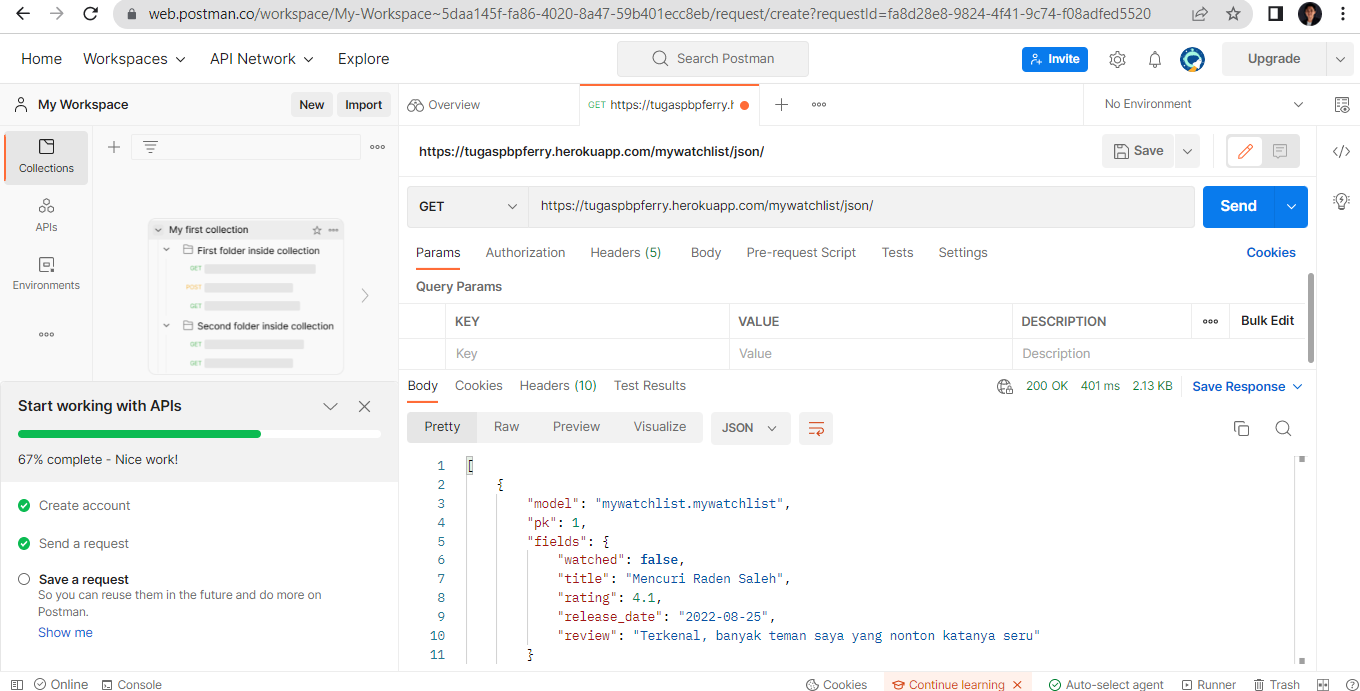 web.postman.co/workspace/My-Workspace~5daa145f-fa86-4020-8a47-59b401ecc8eb/request/create?requestId=fa8d28e8-9824-4f41-9c74-f08adfed5520
Home Workspaces API Network Explore Search Postman Invite Upgrade
My Workspace New Import Overview GET https://tugaspbpferry.h No Environment
Collections
APIs
Environments
My first collection
First folder inside collection
GET
POST
GET
Second folder inside collection
GET
GET
Start working with APIs
67% complete - Nice work!
Create account
Send a request
Save a request
So you can reuse them in the future and do more on
Postman.
Show me
https://tugaspbpferry.herokuapp.com/mywatchlist/json/ Save
GET https://tugaspbpferry.herokuapp.com/mywatchlist/json/ Send
Params Authorization Headers (5) Body Pre-request Script Tests Settings Cookies
Query Params
KEY VALUE DESCRIPTION Bulk Edit
Key Value Description
Body Cookies Headers (10) Test Results 200 OK 401 ms 2.13 KB Save Response
Pretty Raw Preview Visualize JSON
1 [
2 {
3 "model": "mywatchlist.mywatchlist",
4 "pk": 1,
5 "fields": {
6 "watched": false,
7 "title": "Mencuri Raden Saleh",
8 "rating": 4.1,
9 "release_date": "2022-08-25",
10 "review": "Terkenal, banyak teman saya yang nonton katanya seru"
11 }
Online Console Cookies Continue learning Auto-select agent Runner Trash